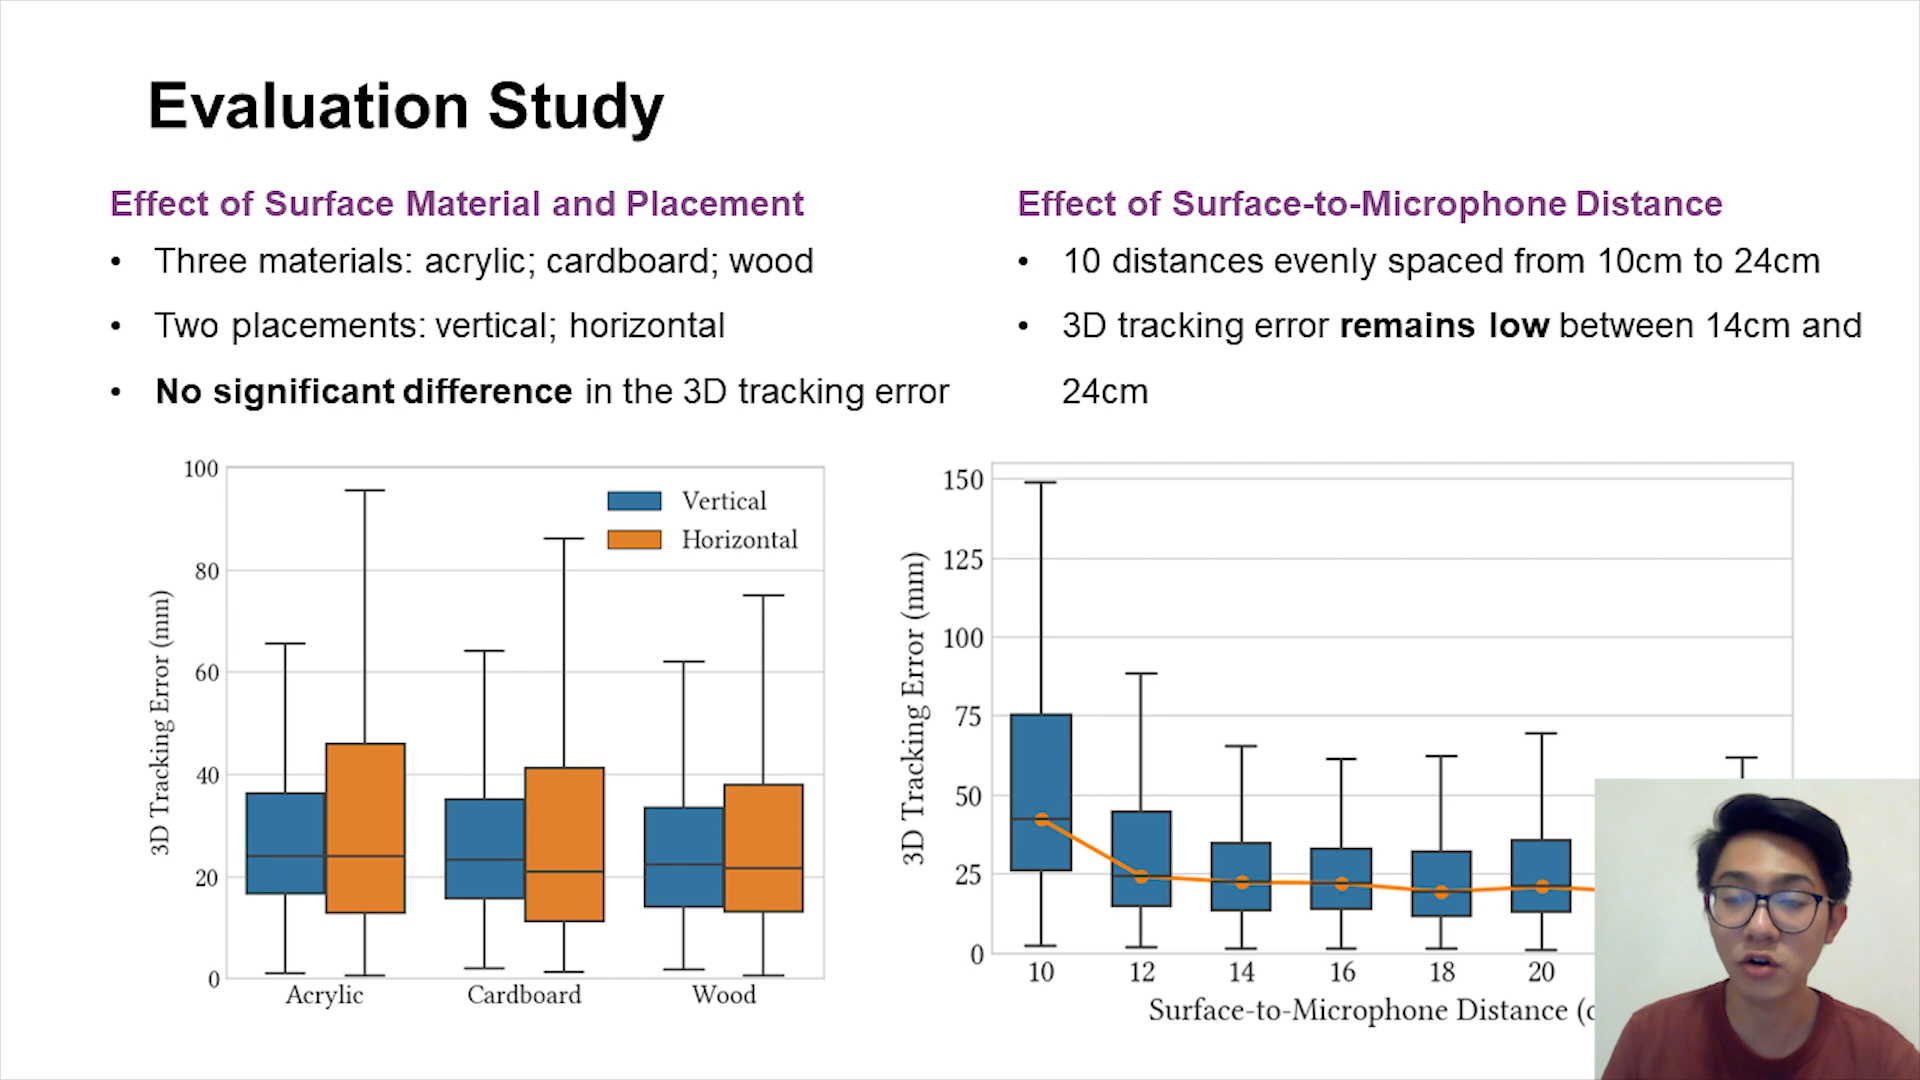 Evaluation Study
Effect of Surface Material and Placement
• Three materials: acrylic; cardboard; wood
• Two placements: vertical; horizontal
• No significant difference in the 3D tracking error
Effect of Surface-to-Microphone Distance
• 10 distances evenly spaced from 10cm to 24cm
• 3D tracking error remains low between 14cm and
24cm
3D Tracking Error (mm)
100
80
60
40
20
0
Vertical
Horizontal
Acrylic Cardboard Wood
3D Tracking Error (mm)
150
125
100
75
50
25
0
10 12 14 16 18 20
Surface-to-Microphone Distance